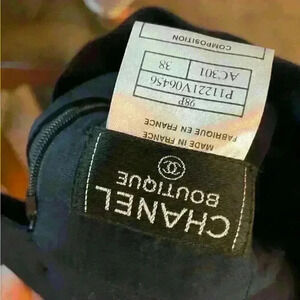 CHANEL
BOUTIQUE
MADE IN FRANCE
FABRIQUE EN FRANCE
98P
P11221V06456
AC301 38
COMPOSITION